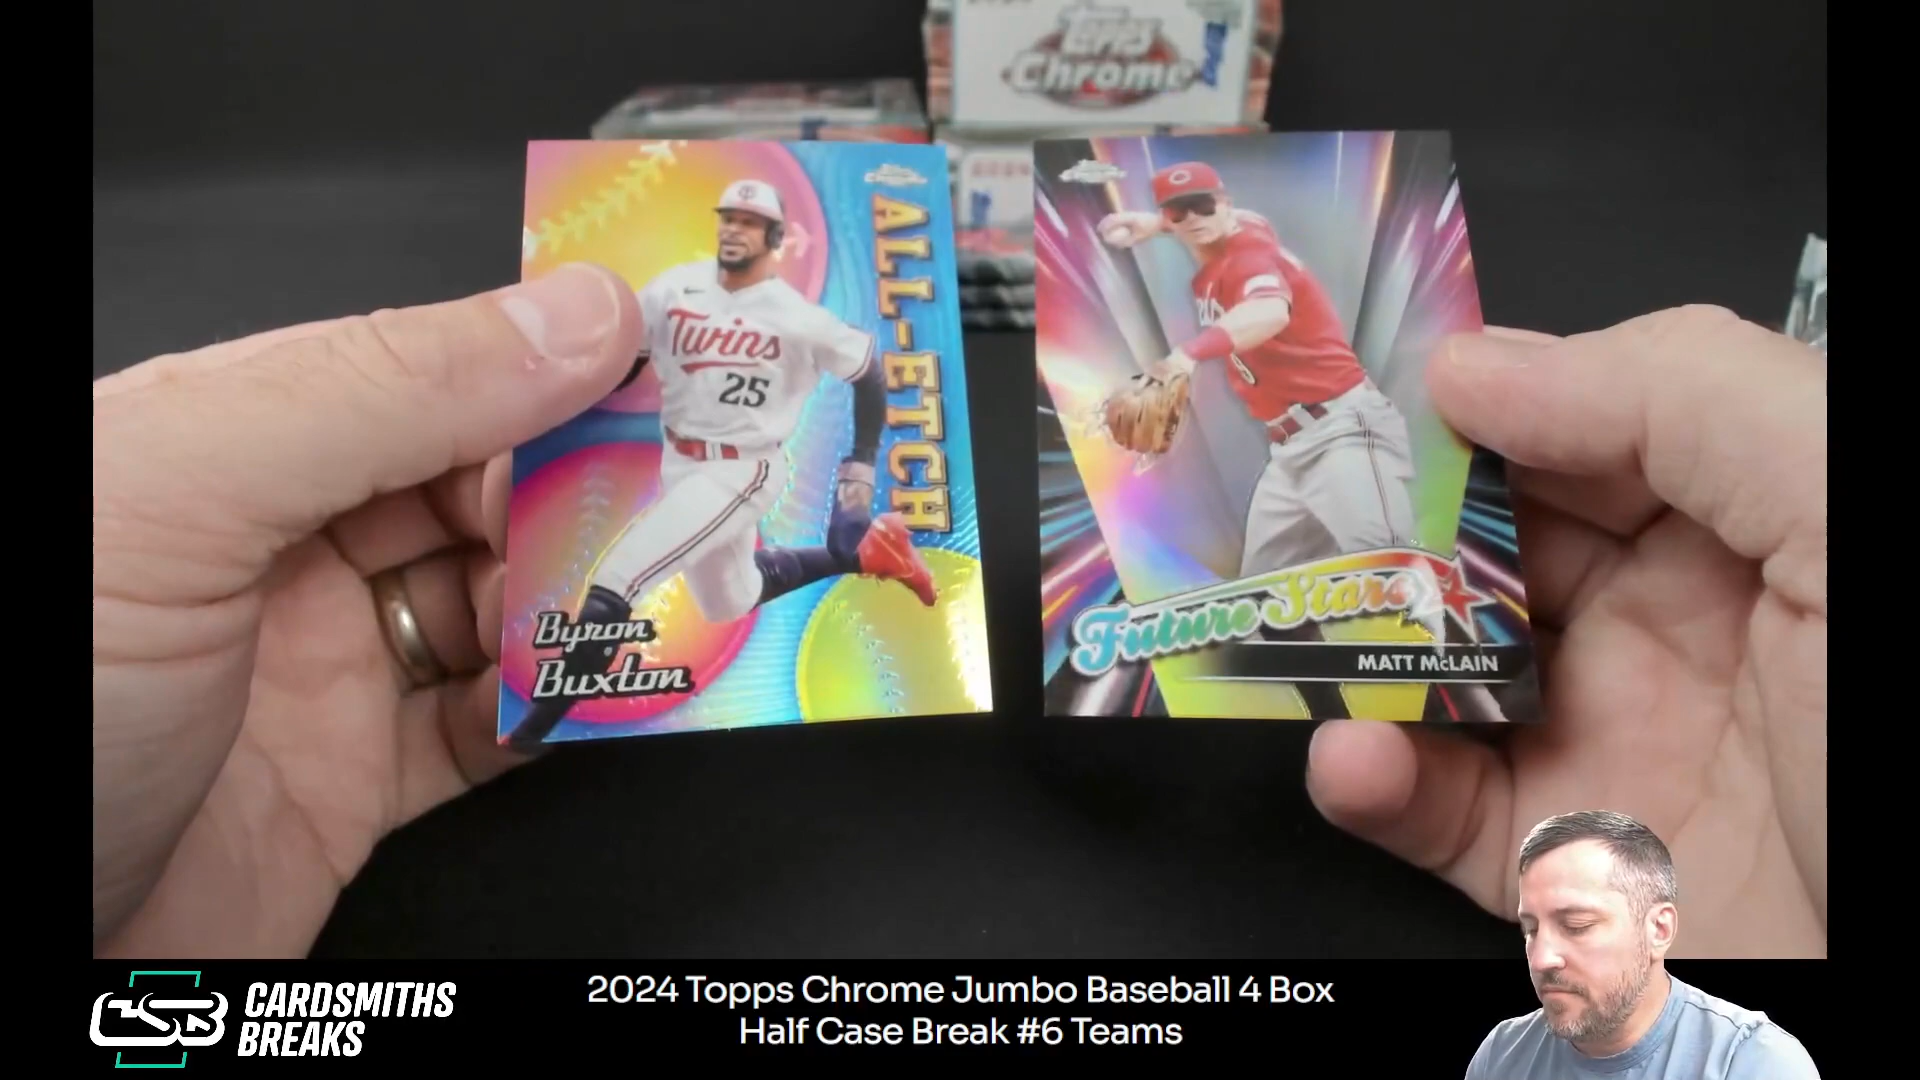 Topps
Chrome
ALL-ETCH
Twins
25
Byron
Buxton
Future Stars
MATT McLAIN
CSB
CARDSMITHS
BREAKS
2024 Topps Chrome Jumbo Baseball 4 Box
Half Case Break #6 Teams